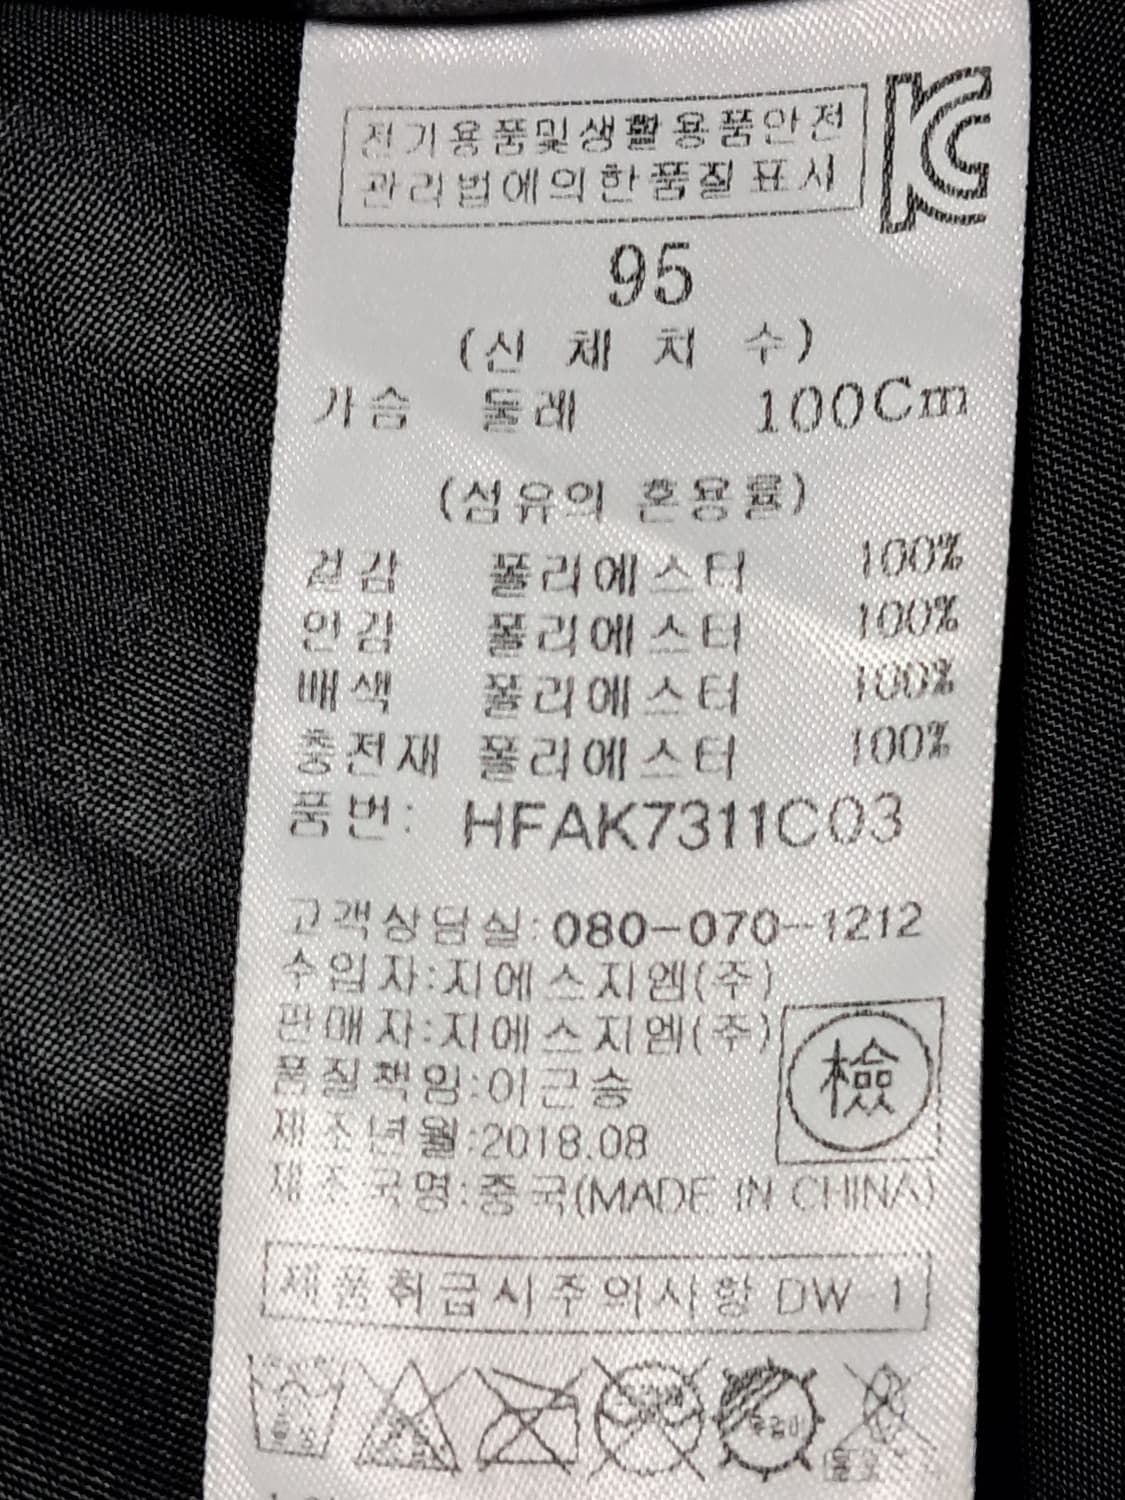 전기용품및생활용품안전
관리법에의한품질표시
KC
95
(신체치수)
가슴 둘레 100Cm
(섬유의 혼용률)
겉감 폴리에스터 100%
안감 폴리에스터 100%
배색 폴리에스터 100%
충전재 폴리에스터 100%
품번: HFAK7311C03
고객상담실:080-070-1212
수입자:지에스지엠(주)
판매자:지에스지엠(주)
檢
품질책임:이근승
제조년월:2018.08
제조국명:중국(MADE IN CHINA)
제품취급시주의사항 DW-1